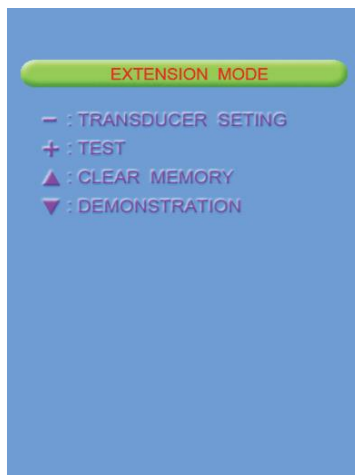 EXTENSION MODE
- : TRANSDUCER SETING
+ : TEST
▲ : CLEAR MEMORY
▼ : DEMONSTRATION